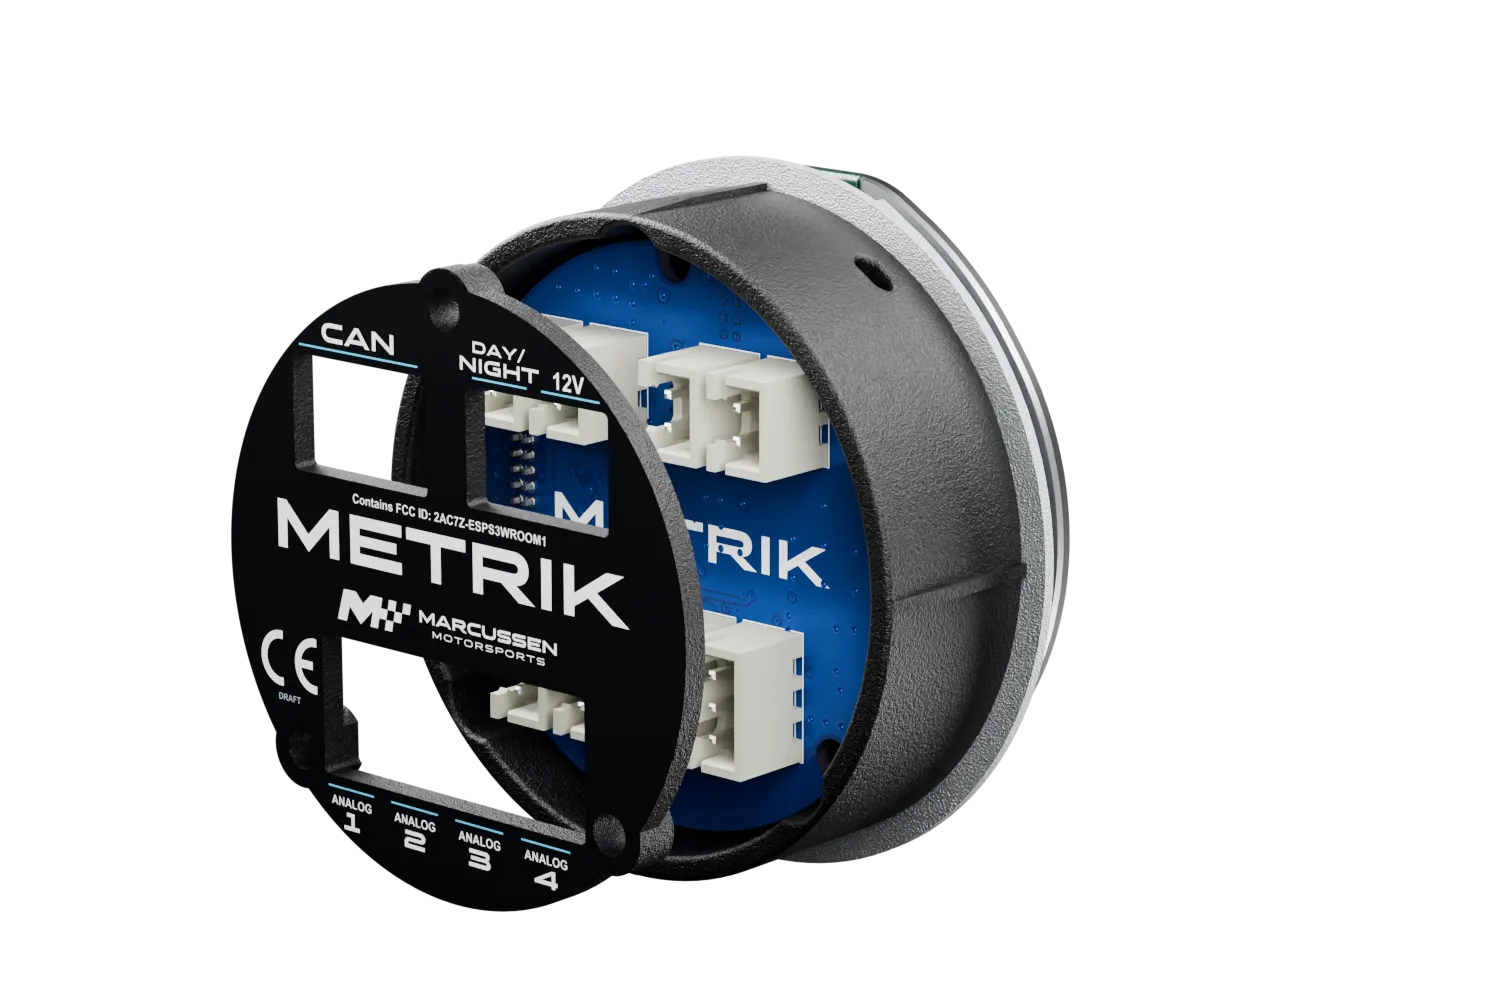 CAN
DAY/
NIGHT
12V
Contains FCC ID: 2AC7Z-ESPS3WROOM1
METRIK
M
MARCUSSEN
MOTORSPORTS
CE
DRAFT
ANALOG
1
ANALOG
2
ANALOG
3
ANALOG
4
M
TRIK